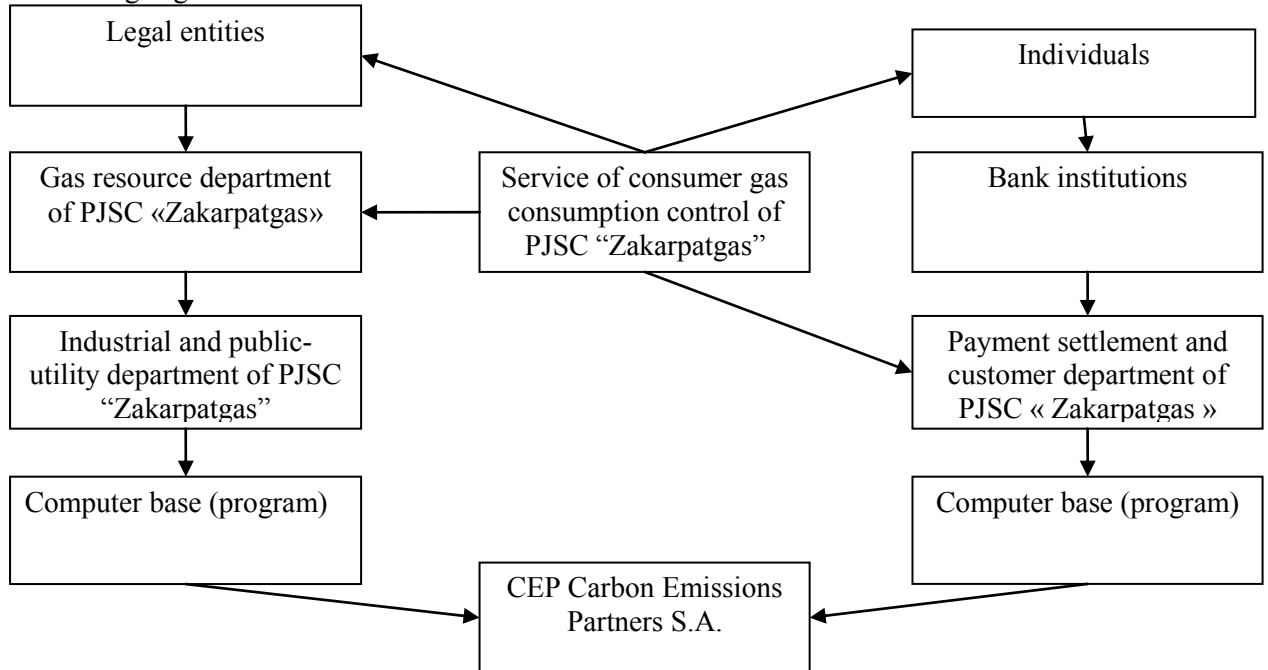 Legal entities
Individuals
Gas resource department
of PJSC «Zakarpatgas»
Service of consumer gas
consumption control of
PJSC “Zakarpatgas”
Bank institutions
Industrial and public-
utility department of PJSC
“Zakarpatgas”
Payment settlement and
customer department of
PJSC « Zakarpatgas »
Computer base (program)
Computer base (program)
CEP Carbon Emissions
Partners S.A.